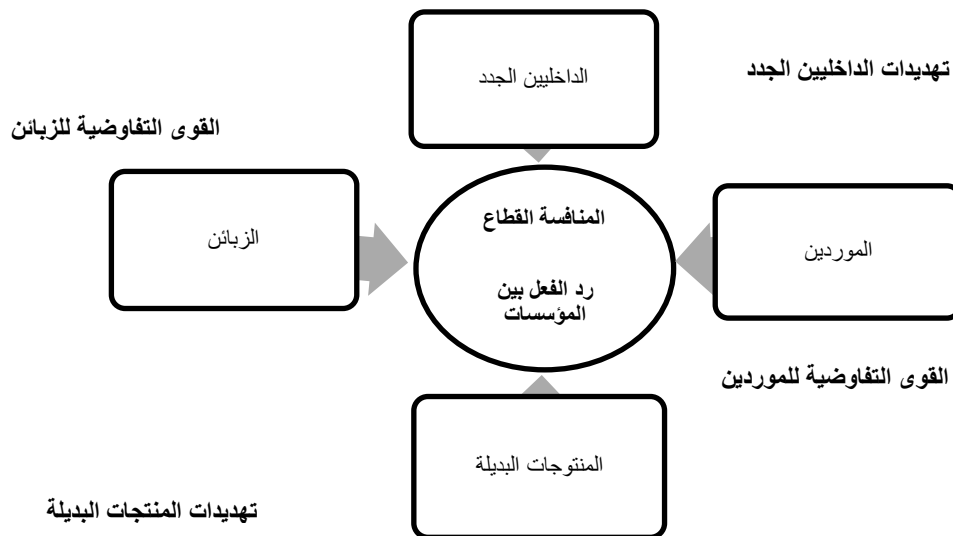 الداخليين الجدد
تهديدات الداخليين الجدد
القوى التفاوضية للزبائن
الموردين
المنافسة القطاع
رد الفعل بين
المؤسسات
الزبائن
القوى التفاوضية للموردين
المنتوجات البديلة
تهديدات المنتجات البديلة